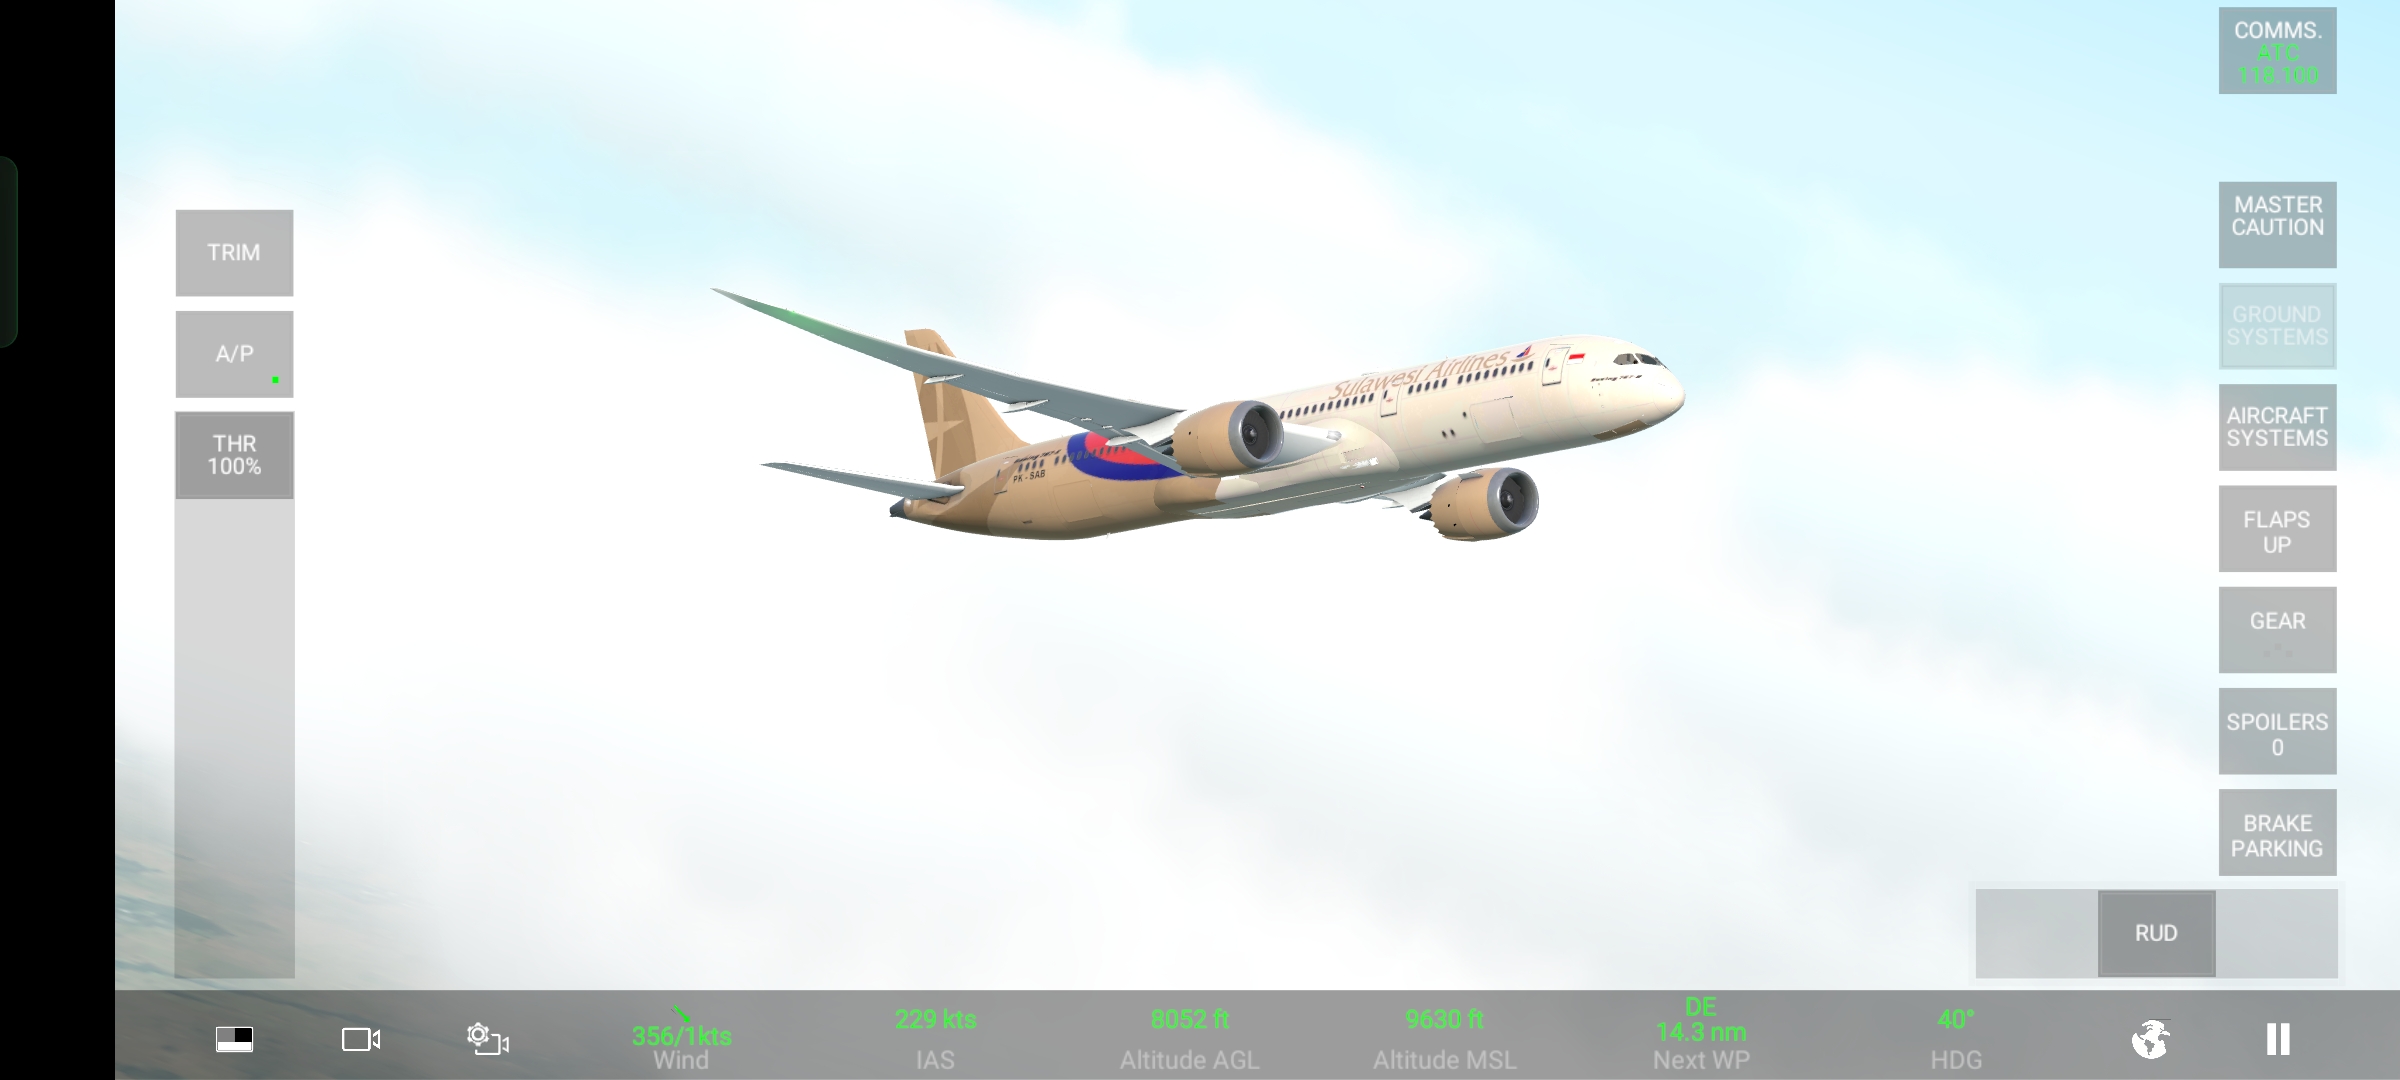 COMMS.
ATC
118.100
MASTER
CAUTION
GROUND
SYSTEMS
AIRCRAFT
SYSTEMS
FLAPS
UP
GEAR
SPOILERS
0
BRAKE
PARKING
RUD
TRIM
A/P
THR
100%
Sulawesi Airlines
PK-SAB
356/1kts
Wind
229 kts
IAS
8052 ft
Altitude AGL
9630 ft
Altitude MSL
DE
14.3 nm
Next WP
40°
HDG